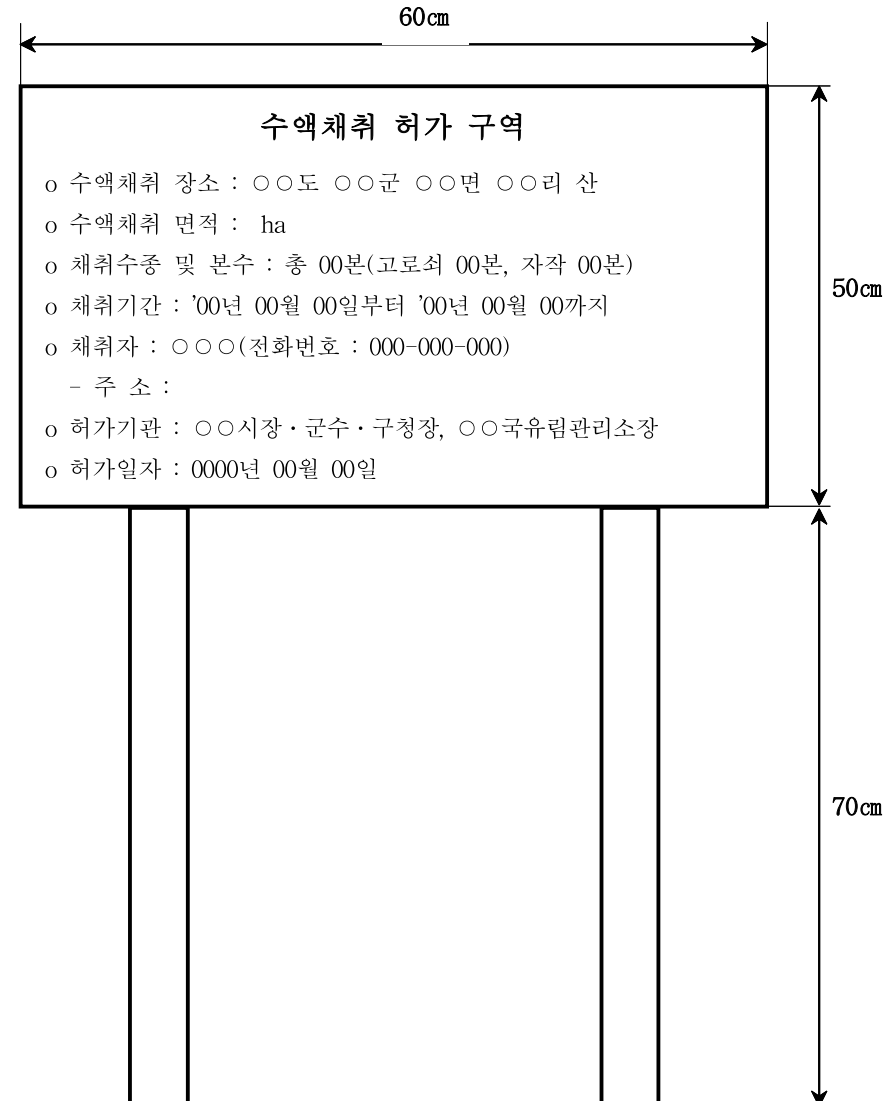 60㎝
수액채취 허가 구역
o 수액채취 장소 : ○○도 ○○군 ○○면 ○○리 산
o 수액채취 면적 : ha
o 채취수종 및 본수 : 총 00본(고로쇠 00본, 자작 00본)
o 채취기간 : '00년 00월 00일부터 '00년 00월 00까지
o 채취자 : ○○○(전화번호 : 000-000-000)
- 주 소 :
o 허가기관 : ○○시장·군수·구청장, ○○국유림관리소장
o 허가일자 : 0000년 00월 00일
50㎝
70㎝